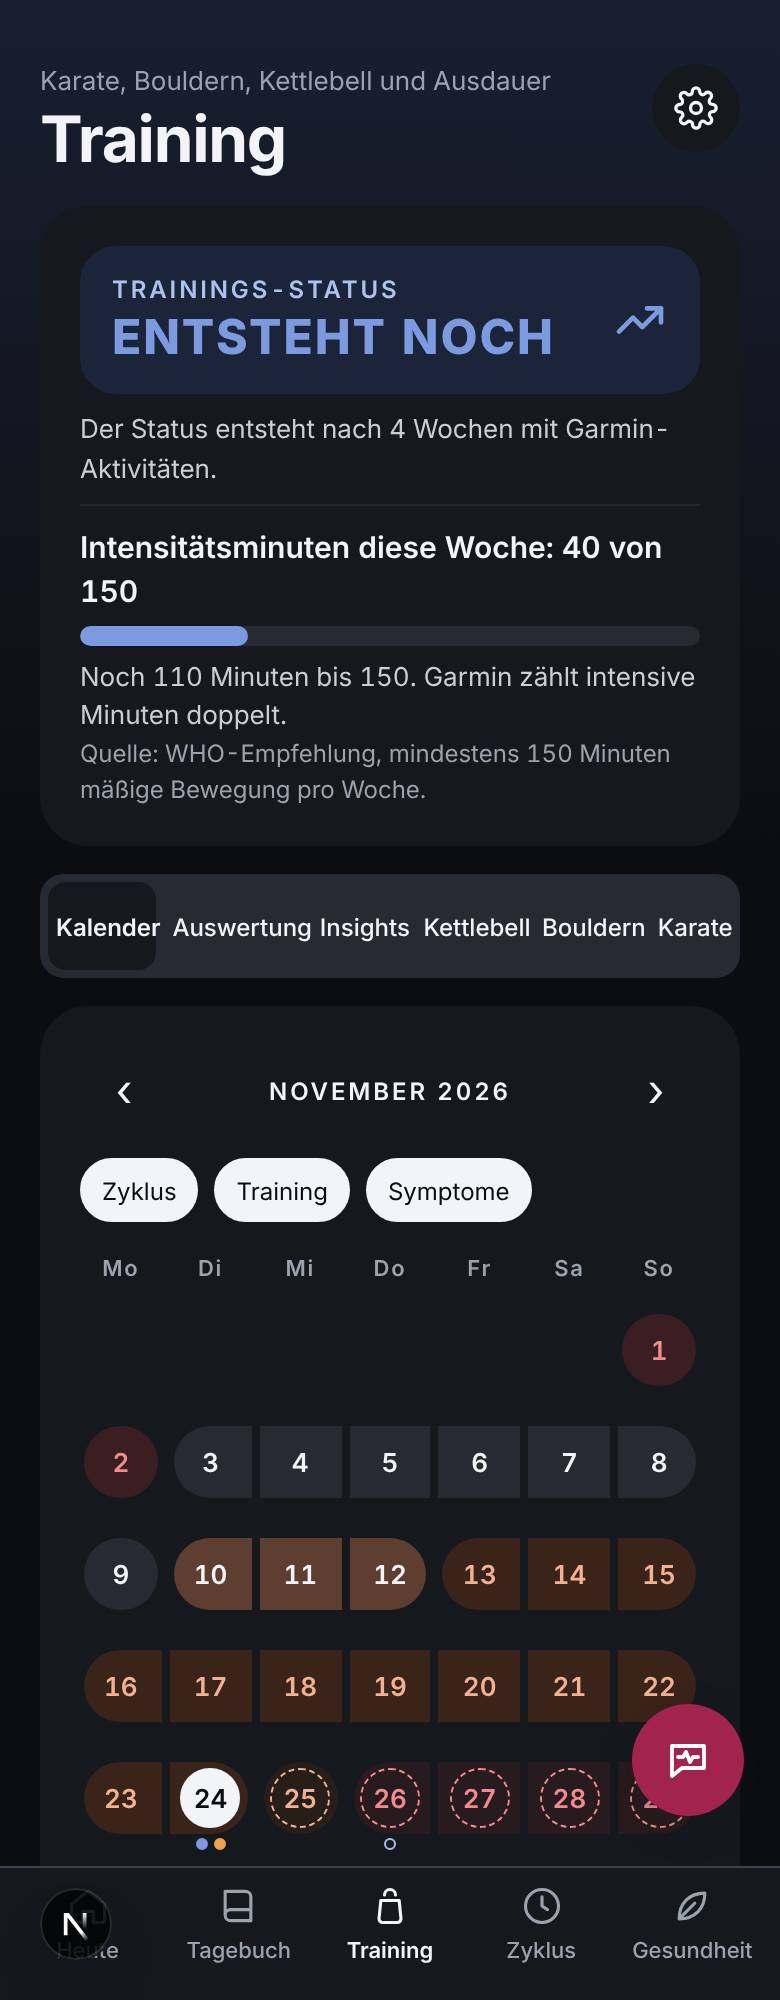 Karate, Bouldern, Kettlebell und Ausdauer
Training
TRAININGS-STATUS
ENTSTEHT NOCH
Der Status entsteht nach 4 Wochen mit Garmin-
Aktivitäten.
Intensitätsminuten diese Woche: 40 von
150
Noch 110 Minuten bis 150. Garmin zählt intensive
Minuten doppelt.
Quelle: WHO-Empfehlung, mindestens 150 Minuten
mäßige Bewegung pro Woche.
Kalender Auswertung Insights Kettlebell Bouldern Karate
‹ NOVEMBER 2026 ›
Zyklus Training Symptome
Mo Di Mi Do Fr Sa So
1
2 3 4 5 6 7 8
9 10 11 12 13 14 15
16 17 18 19 20 21 22
23 24 25 26 27 28
N
Heute Tagebuch Training Zyklus Gesundheit